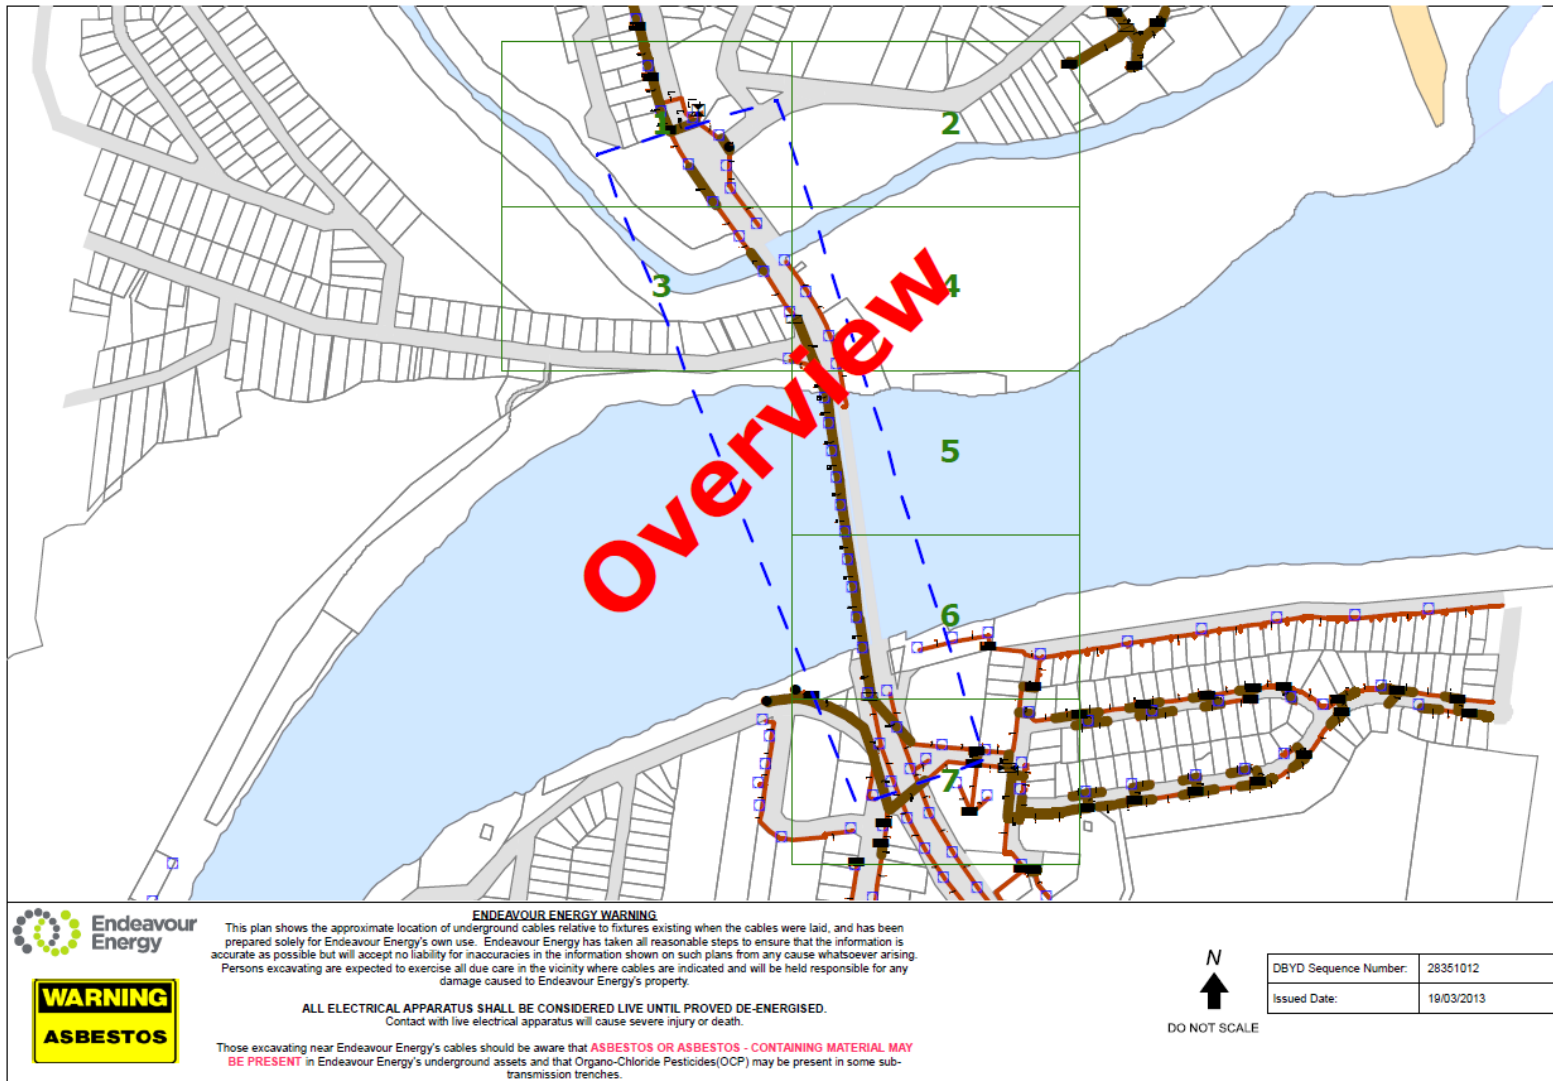 1
2
3
4
Overview
5
6
7
Endeavour
Energy
WARNING
ASBESTOS
ENDEAVOUR ENERGY WARNING
This plan shows the approximate location of underground cables relative to fixtures existing when the cables were laid, and has been
prepared solely for Endeavour Energy's own use. Endeavour Energy has taken all reasonable steps to ensure that the information is
accurate as possible but will accept no liability for inaccuracies in the information shown on such plans from any cause whatsoever arising.
Persons excavating are expected to exercise all due care in the vicinity where cables are indicated and will be held responsible for any
damage caused to Endeavour Energy's property.
ALL ELECTRICAL APPARATUS SHALL BE CONSIDERED LIVE UNTIL PROVED DE-ENERGISED.
Contact with live electrical apparatus will cause severe injury or death.
Those excavating near Endeavour Energy's cables should be aware that ASBESTOS OR ASBESTOS - CONTAINING MATERIAL MAY
BE PRESENT in Endeavour Energy's underground assets and that Organo-Chloride Pesticides(OCP) may be present in some sub-
transmission trenches.
N
DO NOT SCALE
DBYD Sequence Number: 28351012
Issued Date: 19/03/2013